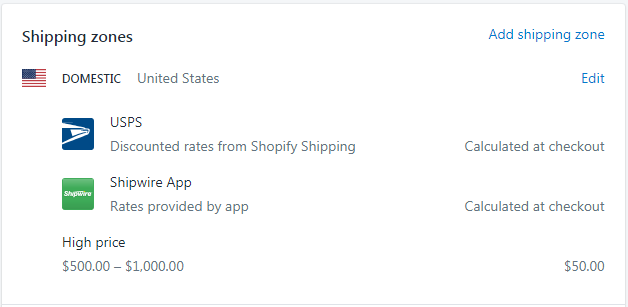 Shipping zones
Add shipping zone
DOMESTIC United States
Edit
USPS
Discounted rates from Shopify Shipping
Calculated at checkout
ShipWire
Shipwire App
Rates provided by app
Calculated at checkout
High price
$500.00 – $1,000.00
$50.00